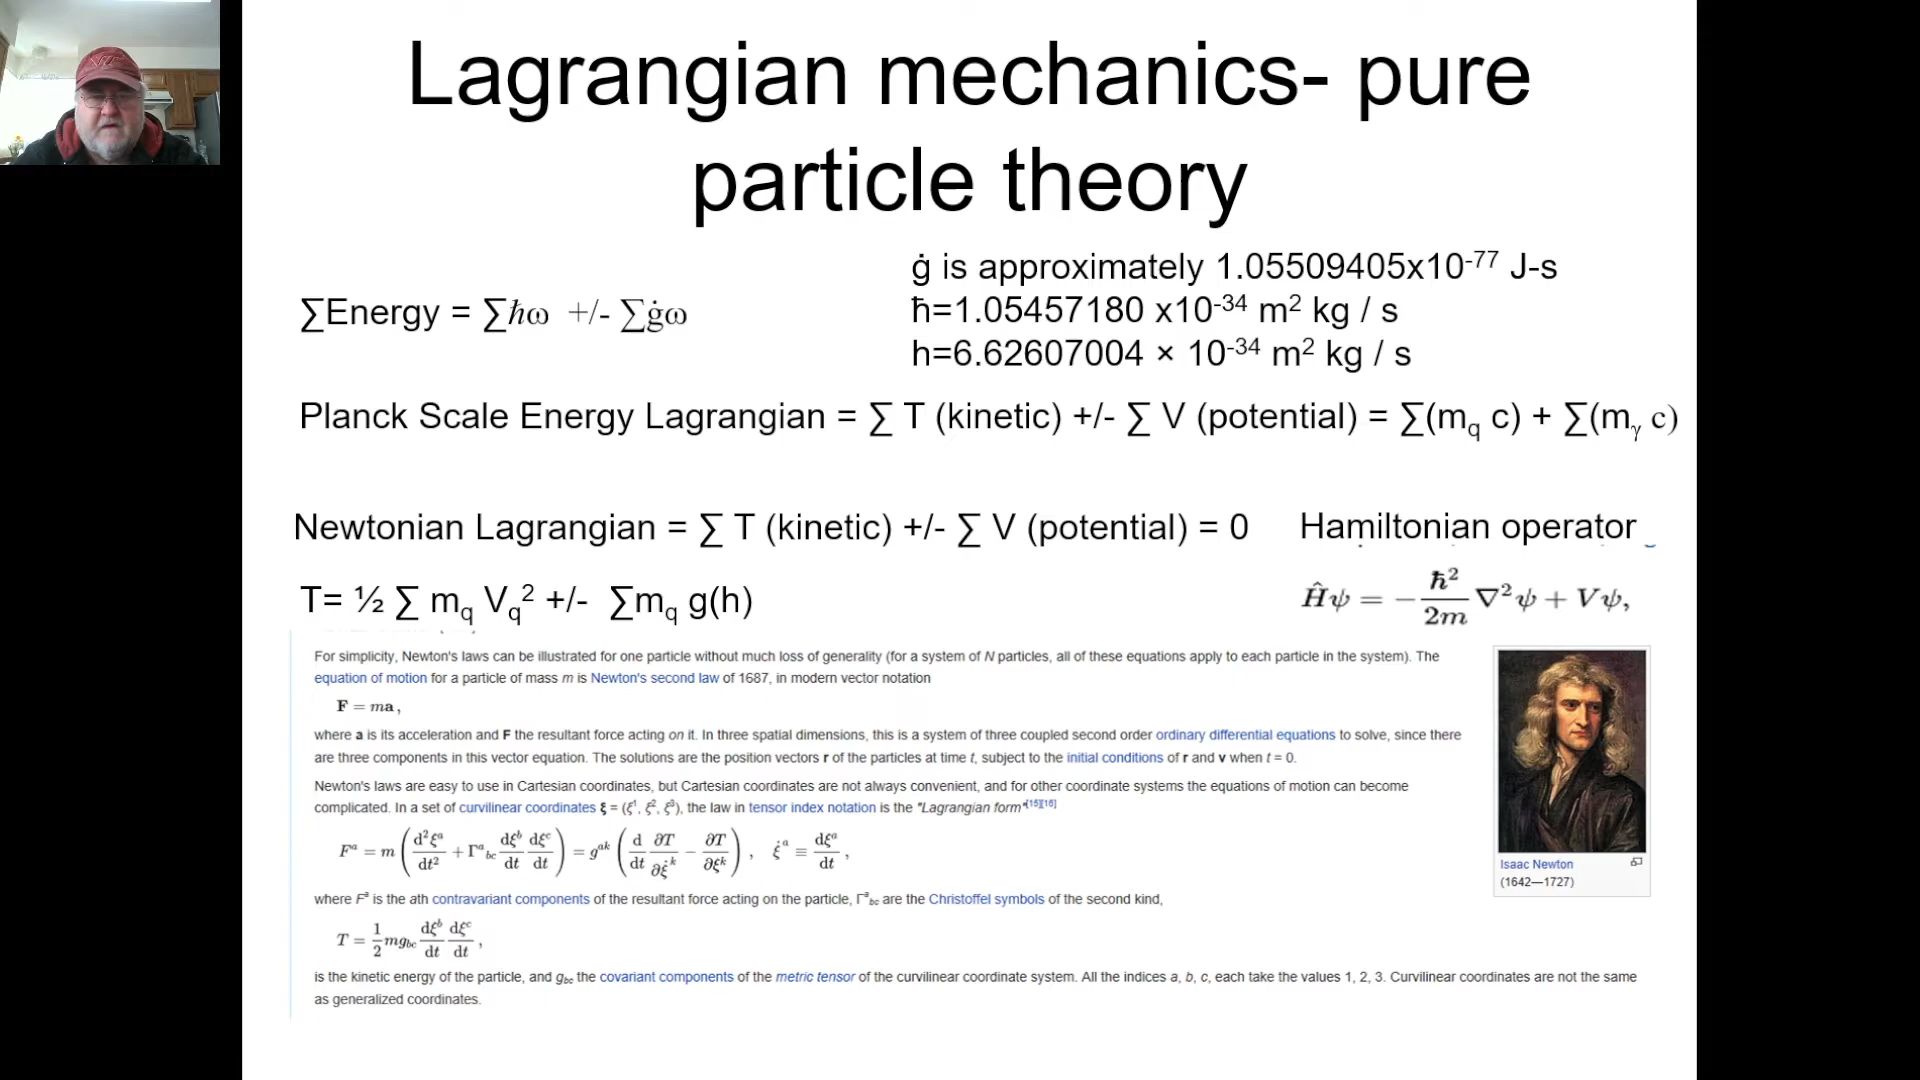 Lagrangian mechanics- pure
particle theory
ġ is approximately 1.05509405x10⁻⁷⁷ J-s
∑Energy = ∑ℏω +/- ∑ġω
ħ=1.05457180 x10⁻³⁴ m² kg / s
h=6.62607004 × 10⁻³⁴ m² kg / s
Planck Scale Energy Lagrangian = ∑ T (kinetic) +/- ∑ V (potential) = ∑(m_q c) + ∑(m_γ c)
Newtonian Lagrangian = ∑ T (kinetic) +/- ∑ V (potential) = 0
Hamiltonian operator
T= ½ ∑ m_q V_q² +/- ∑m_q g(h)
Ĥψ = −ħ²/2m ∇²ψ + Vψ,
For simplicity, Newton's laws can be illustrated for one particle without much loss of generality (for a system of N particles, all of these equations apply to each particle in the system). The
equation of motion for a particle of mass m is Newton's second law of 1687, in modern vector notation
F = ma,
where a is its acceleration and F the resultant force acting on it. In three spatial dimensions, this is a system of three coupled second order ordinary differential equations to solve, since there
are three components in this vector equation. The solutions are the position vectors r of the particles at time t, subject to the initial conditions of r and v when t = 0.
Newton's laws are easy to use in Cartesian coordinates, but Cartesian coordinates are not always convenient, and for other coordinate systems the equations of motion can become
complicated. In a set of curvilinear coordinates ξ = (ξ¹, ξ², ξ³), the law in tensor index notation is the "Lagrangian form"[15][16]
Fᵃ = m (d²ξᵃ/dt² + Γᵃ_bc dξᵇ/dt dξᶜ/dt) = gᵃᵏ (d/dt ∂T/∂ξ̇ᵏ − ∂T/∂ξᵏ), ξ̇ᵃ ≡ dξᵃ/dt,
where Fᵃ is the ath contravariant components of the resultant force acting on the particle, Γᵃ_bc are the Christoffel symbols of the second kind,
T = 1/2 mg_bc dξᵇ/dt dξᶜ/dt,
is the kinetic energy of the particle, and g_bc the covariant components of the metric tensor of the curvilinear coordinate system. All the indices a, b, c, each take the values 1, 2, 3. Curvilinear coordinates are not the same
as generalized coordinates.
Isaac Newton
(1642—1727)